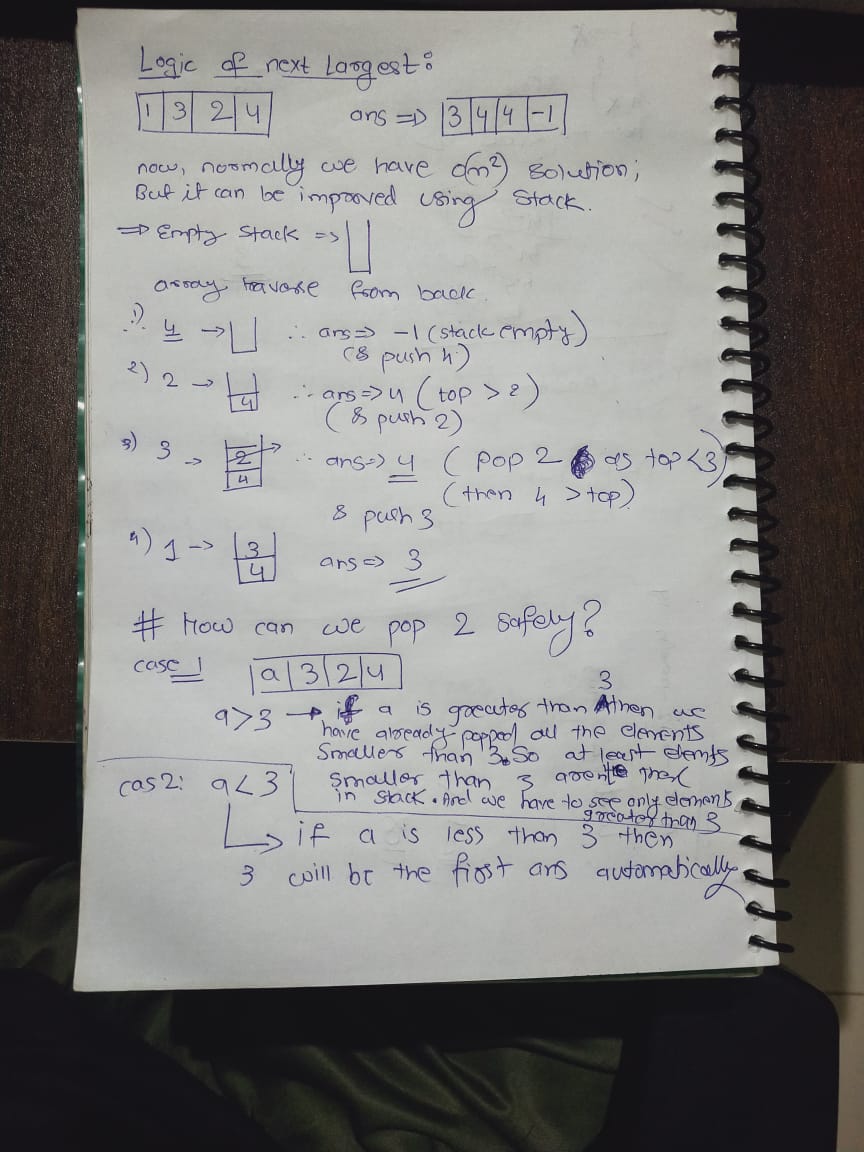 Logic of next Largest:
1 3 2 4 ans => 3 4 4 -1
now, normally we have O(n²) solution;
But it can be improved using Stack.
=> Empty Stack =>
array traverse from back.
1) 4 → ∴ ans => -1 (stack empty)
(& push 4)
2) 2 → 4 ∴ ans => 4 (top > 2)
(& push 2)
3) 3 → 2 4 ∴ ans => 4 (pop 2 as top < 3)
(then 4 > top)
& push 3
4) 1 → 3 4 ans => 3
# How can we pop 2 safely?
case 1 a 3 2 4
a > 3 → if a is greater than 3 then we
have already popped all the elements
smaller than 3. So at least elemts
smaller than 3 aren't
in stack. And we have to see only elements
greater than 3
cas 2: a < 3
if a is less than 3 then
3 will be the first ans automatically